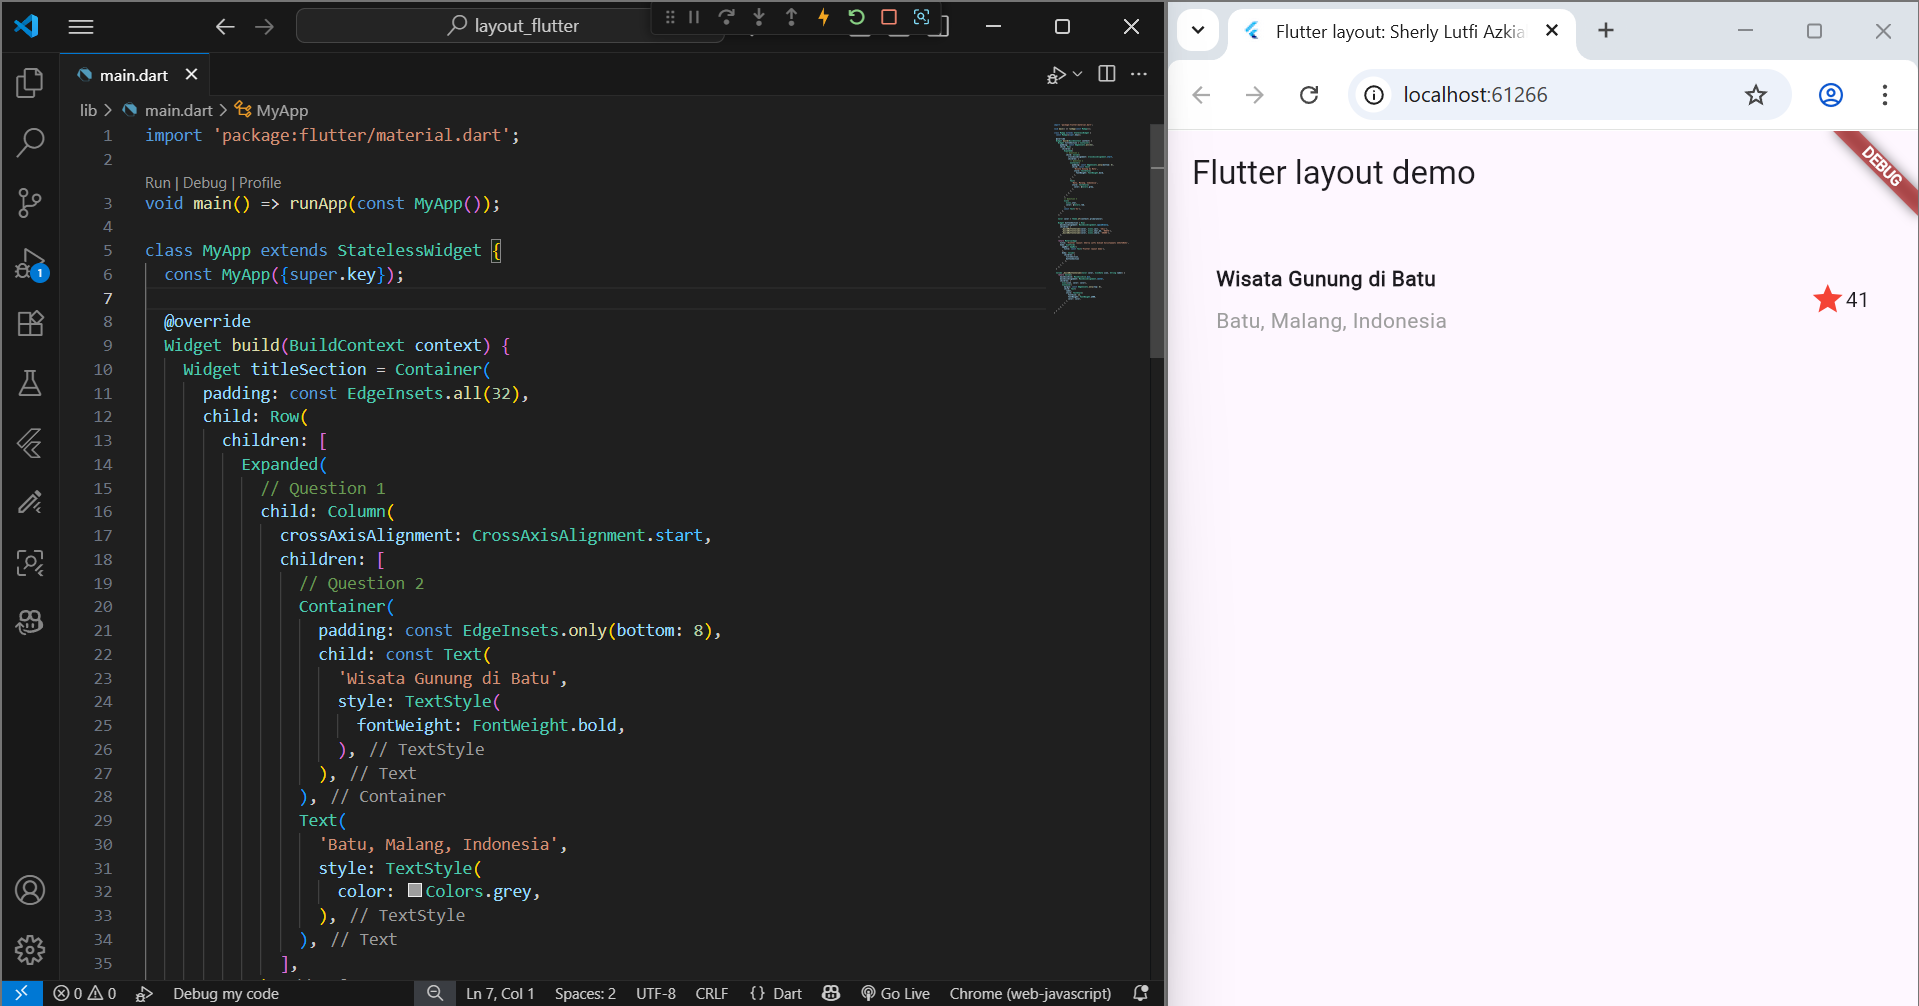 layout_flutter
main.dart
lib > main.dart > MyApp
1 import 'package:flutter/material.dart';
2
Run | Debug | Profile
3 void main() => runApp(const MyApp());
4
5 class MyApp extends StatelessWidget {
6 const MyApp({super.key});
7
8 @override
9 Widget build(BuildContext context) {
10 Widget titleSection = Container(
11 padding: const EdgeInsets.all(32),
12 child: Row(
13 children: [
14 Expanded(
15 // Question 1
16 child: Column(
17 crossAxisAlignment: CrossAxisAlignment.start,
18 children: [
19 // Question 2
20 Container(
21 padding: const EdgeInsets.only(bottom: 8),
22 child: const Text(
23 'Wisata Gunung di Batu',
24 style: TextStyle(
25 fontWeight: FontWeight.bold,
26 ), // TextStyle
27 ), // Text
28 ), // Container
29 Text(
30 'Batu, Malang, Indonesia',
31 style: TextStyle(
32 color: Colors.grey,
33 ), // TextStyle
34 ), // Text
35 ],
1
0 0 Debug my code Ln 7, Col 1 Spaces: 2 UTF-8 CRLF {} Dart Go Live Chrome (web-javascript)
Flutter layout: Sherly Lutfi Azkia
localhost:61266
DEBUG
Flutter layout demo
Wisata Gunung di Batu
Batu, Malang, Indonesia
41